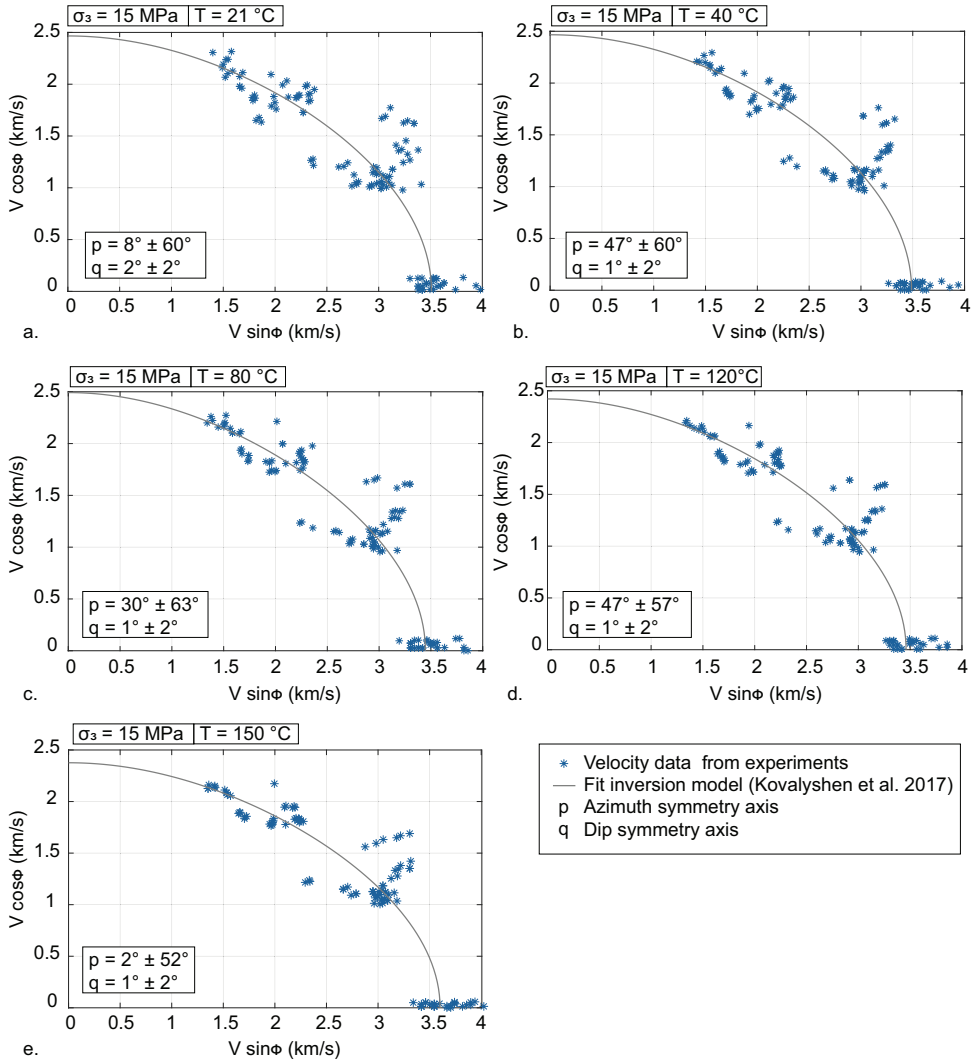 σ₃ = 15 MPa T = 21 °C
2.5
2
1.5
1
0.5
0
V cosΦ (km/s)
p = 8° ± 60°
q = 2° ± 2°
0 0.5 1 1.5 2 2.5 3 3.5 4
V sinΦ (km/s)
a.
σ₃ = 15 MPa T = 40 °C
2.5
2
1.5
1
0.5
0
V cosΦ (km/s)
p = 47° ± 60°
q = 1° ± 2°
0 0.5 1 1.5 2 2.5 3 3.5 4
V sinΦ (km/s)
b.
σ₃ = 15 MPa T = 80 °C
2.5
2
1.5
1
0.5
0
V cosΦ (km/s)
p = 30° ± 63°
q = 1° ± 2°
0 0.5 1 1.5 2 2.5 3 3.5 4
V sinΦ (km/s)
c.
σ₃ = 15 MPa T = 120°C
2.5
2
1.5
1
0.5
0
V cosΦ (km/s)
p = 47° ± 57°
q = 1° ± 2°
0 0.5 1 1.5 2 2.5 3 3.5 4
V sinΦ (km/s)
d.
σ₃ = 15 MPa T = 150 °C
2.5
2
1.5
1
0.5
0
V cosΦ (km/s)
p = 2° ± 52°
q = 1° ± 2°
0 0.5 1 1.5 2 2.5 3 3.5 4
V sinΦ (km/s)
e.
Velocity data from experiments
Fit inversion model (Kovalyshen et al. 2017)
p Azimuth symmetry axis
q Dip symmetry axis